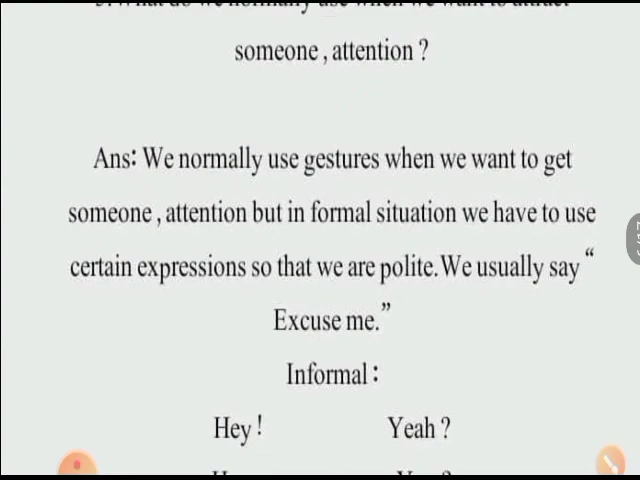 someone , attention ?
Ans: We normally use gestures when we want to get
someone , attention but in formal situation we have to use
certain expressions so that we are polite. We usually say “
Excuse me.”
Informal :
Hey ! Yeah ?